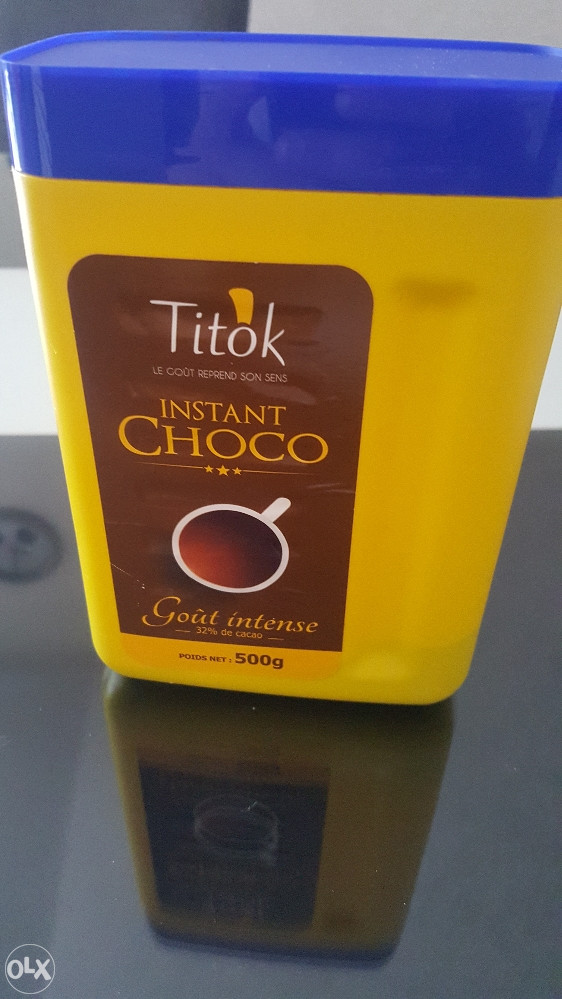 Titok
LE GOÛT REPREND SON SENS
INSTANT
CHOCO
Goût intense
32% de cacao
POIDS NET : 500g
OLX